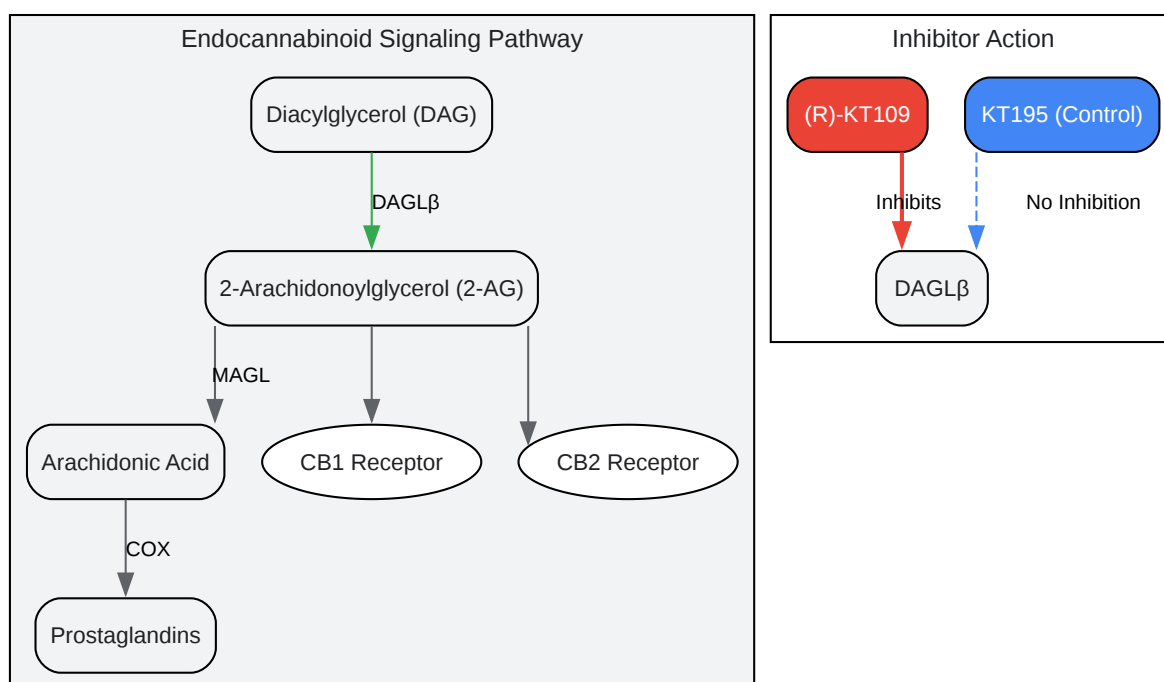 Endocannabinoid Signaling Pathway
Diacylglycerol (DAG)
DAGLβ
2-Arachidonoylglycerol (2-AG)
MAGL
Arachidonic Acid
CB1 Receptor
CB2 Receptor
COX
Prostaglandins
Inhibitor Action
(R)-KT109
KT195 (Control)
Inhibits
No Inhibition
DAGLβ